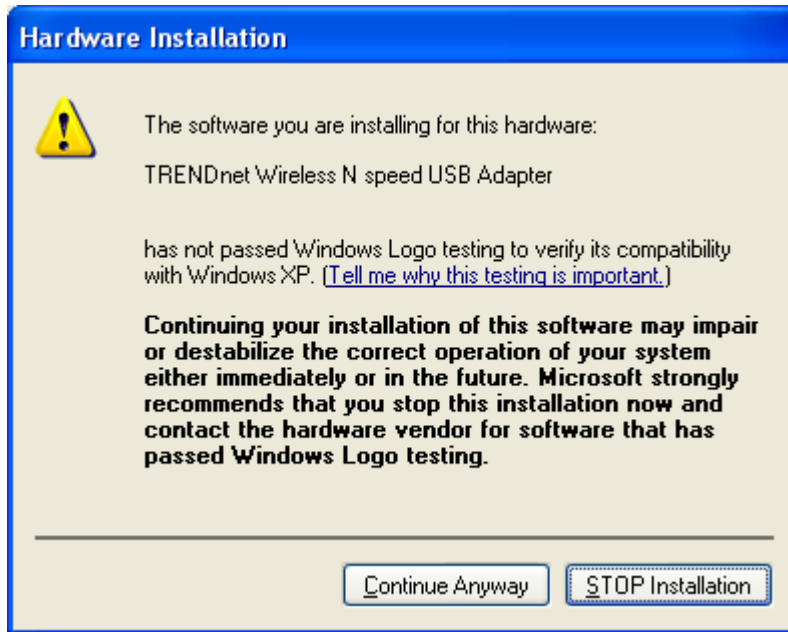 Hardware Installation
The software you are installing for this hardware:
TRENDnet Wireless N speed USB Adapter
has not passed Windows Logo testing to verify its compatibility
with Windows XP. (Tell me why this testing is important.)
Continuing your installation of this software may impair
or destabilize the correct operation of your system
either immediately or in the future. Microsoft strongly
recommends that you stop this installation now and
contact the hardware vendor for software that has
passed Windows Logo testing.
Continue Anyway
STOP Installation